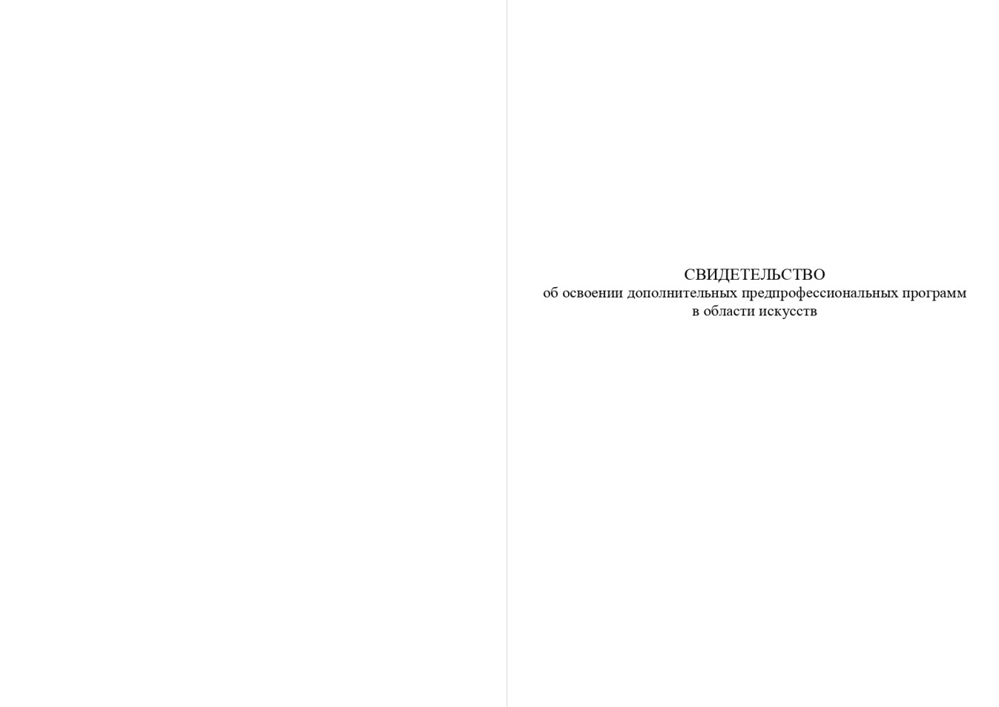 СВИДЕТЕЛЬСТВО
об освоении дополнительных предпрофессиональных программ
в области искусств